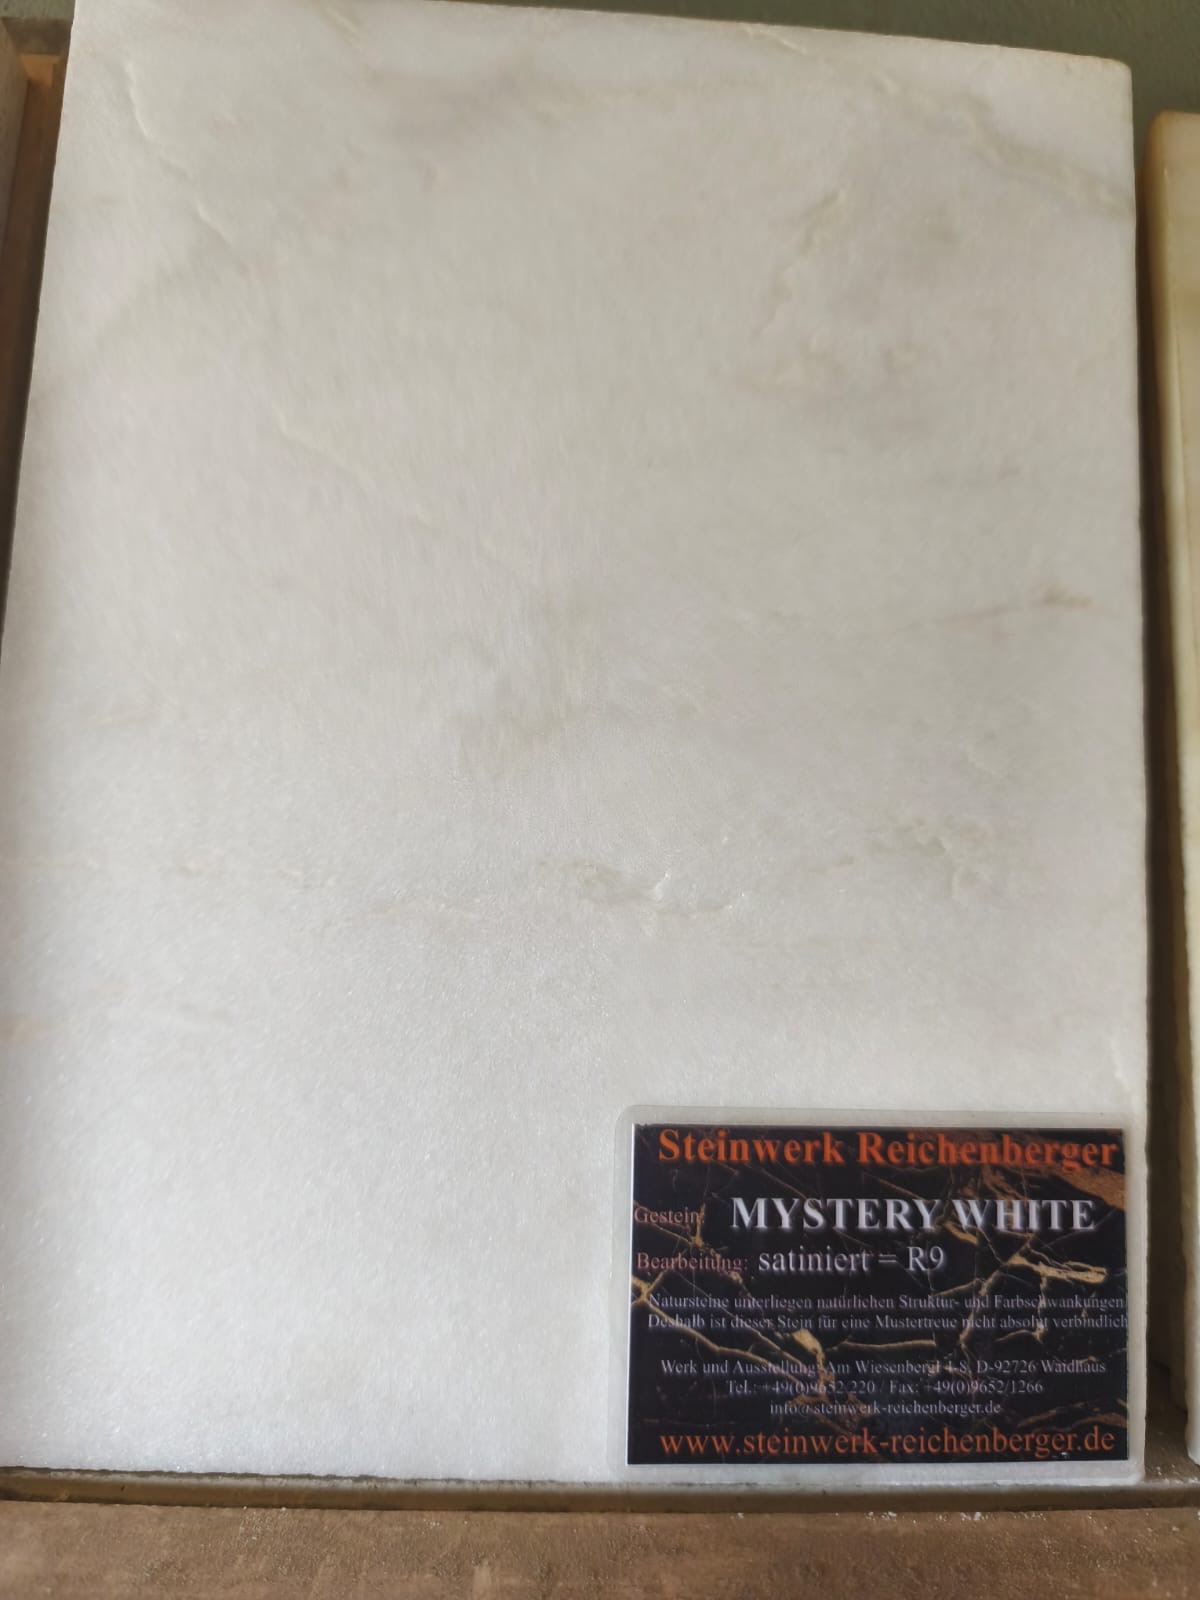 Steinwerk Reichenberger
Gestein: MYSTERY WHITE
Bearbeitung: satiniert = R9
Natursteine unterliegen natürlichen Struktur- und Farbschwankungen.
Deshalb ist dieser Stein für eine Mustertreue nicht absolut verbindlich
Werk und Ausstellung: Am Wiesenbergl 4-8, D-92726 Waidhaus
Tel.: +49(0)9652/220 / Fax: +49(0)9652/1266
info@steinwerk-reichenberger.de
www.steinwerk-reichenberger.de